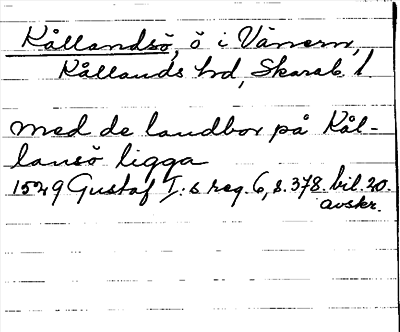 Kållandsö, ö i Vänern,
Kållands hd, Skarab. l.
med de landbor på Kål-
lansö ligga
1529 Gustaf I:s reg. 6, s. 378. bil. 20.
avskr.